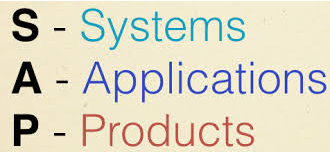 S - Systems
A - Applications
P - Products